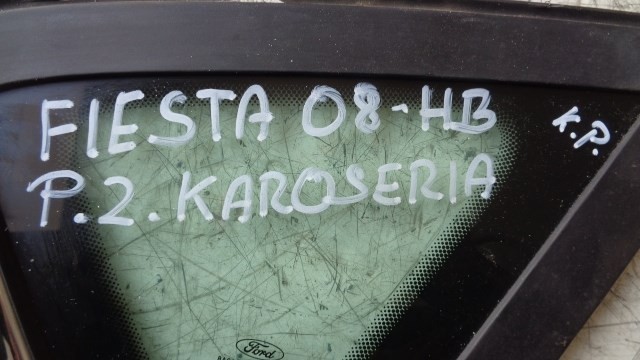 FIESTA 08-HB
K.P.
P.2.KAROSERIA
Ford